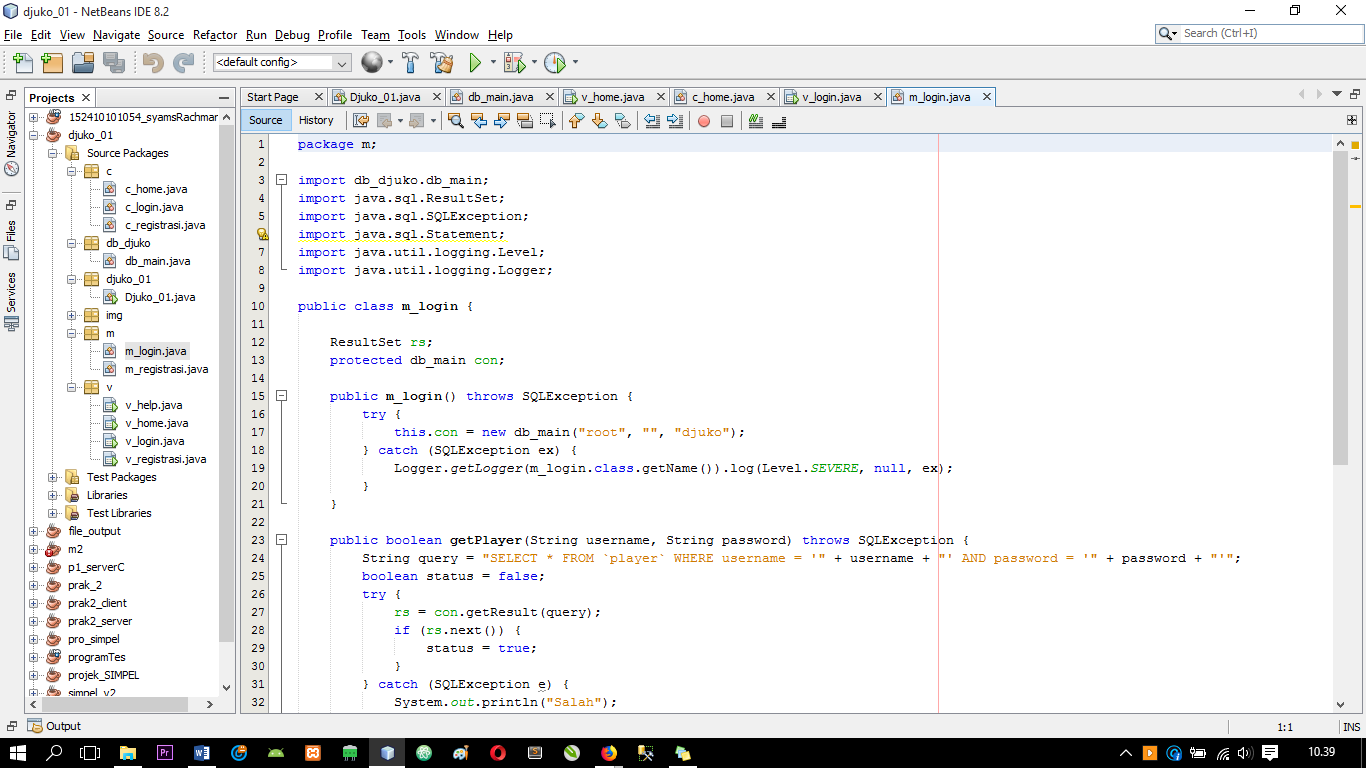 djuko_01 - NetBeans IDE 8.2
File Edit View Navigate Source Refactor Run Debug Profile Team Tools Window Help
Search (Ctrl+I)
<default config>
Projects
Start Page Djuko_01.java db_main.java v_home.java c_home.java v_login.java m_login.java
Source History
Navigator
Files
Services
152410101054_syamsRachmar
djuko_01
Source Packages
c
c_home.java
c_login.java
c_registrasi.java
db_djuko
db_main.java
djuko_01
Djuko_01.java
img
m
m_login.java
m_registrasi.java
v
v_help.java
v_home.java
v_login.java
v_registrasi.java
Test Packages
Libraries
Test Libraries
file_output
m2
p1_serverC
prak_2
prak2_client
prak2_server
pro_simpel
programTes
projek_SIMPEL
simpel_v2
1 package m;
2
3 import db_djuko.db_main;
4 import java.sql.ResultSet;
5 import java.sql.SQLException;
import java.sql.Statement;
7 import java.util.logging.Level;
8 import java.util.logging.Logger;
9
10 public class m_login {
11
12 ResultSet rs;
13 protected db_main con;
14
15 public m_login() throws SQLException {
16 try {
17 this.con = new db_main("root", "", "djuko");
18 } catch (SQLException ex) {
19 Logger.getLogger(m_login.class.getName()).log(Level.SEVERE, null, ex);
20 }
21 }
22
23 public boolean getPlayer(String username, String password) throws SQLException {
24 String query = "SELECT * FROM `player` WHERE username = '" + username + "' AND password = '" + password + "'";
25 boolean status = false;
26 try {
27 rs = con.getResult(query);
28 if (rs.next()) {
29 status = true;
30 }
31 } catch (SQLException e) {
32 System.out.println("Salah");
Output
1:1 INS
10.39